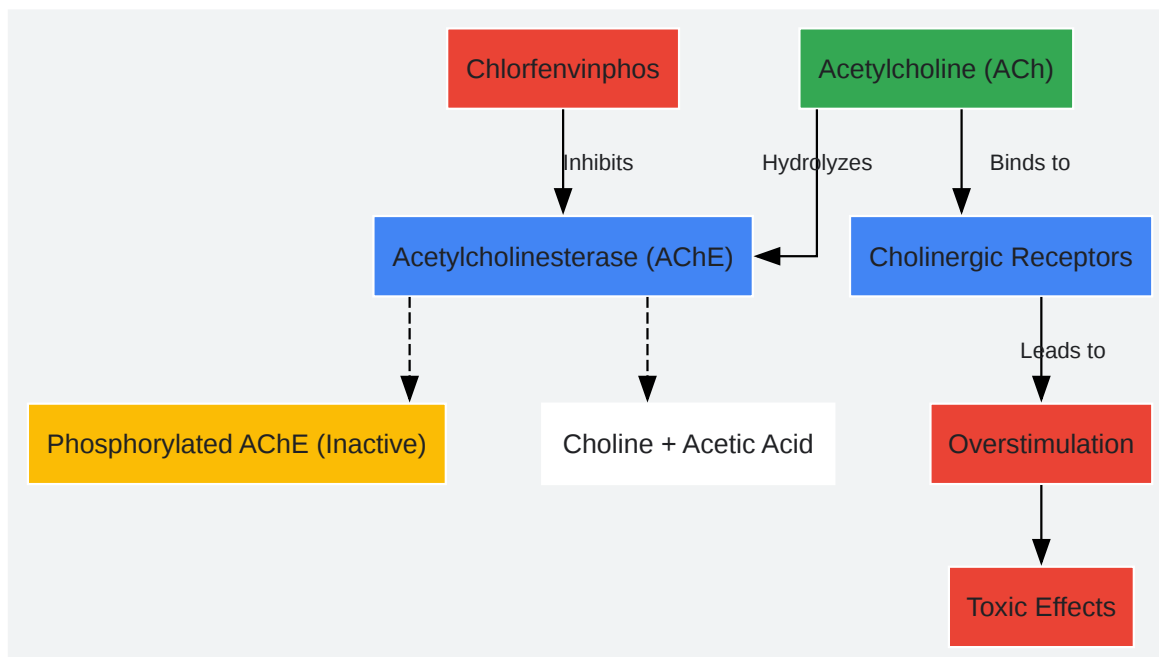 Chlorfenvinphos
Acetylcholine (ACh)
Inhibits
Hydrolyzes
Binds to
Acetylcholinesterase (AChE)
Cholinergic Receptors
Leads to
Phosphorylated AChE (Inactive)
Choline + Acetic Acid
Overstimulation
Toxic Effects